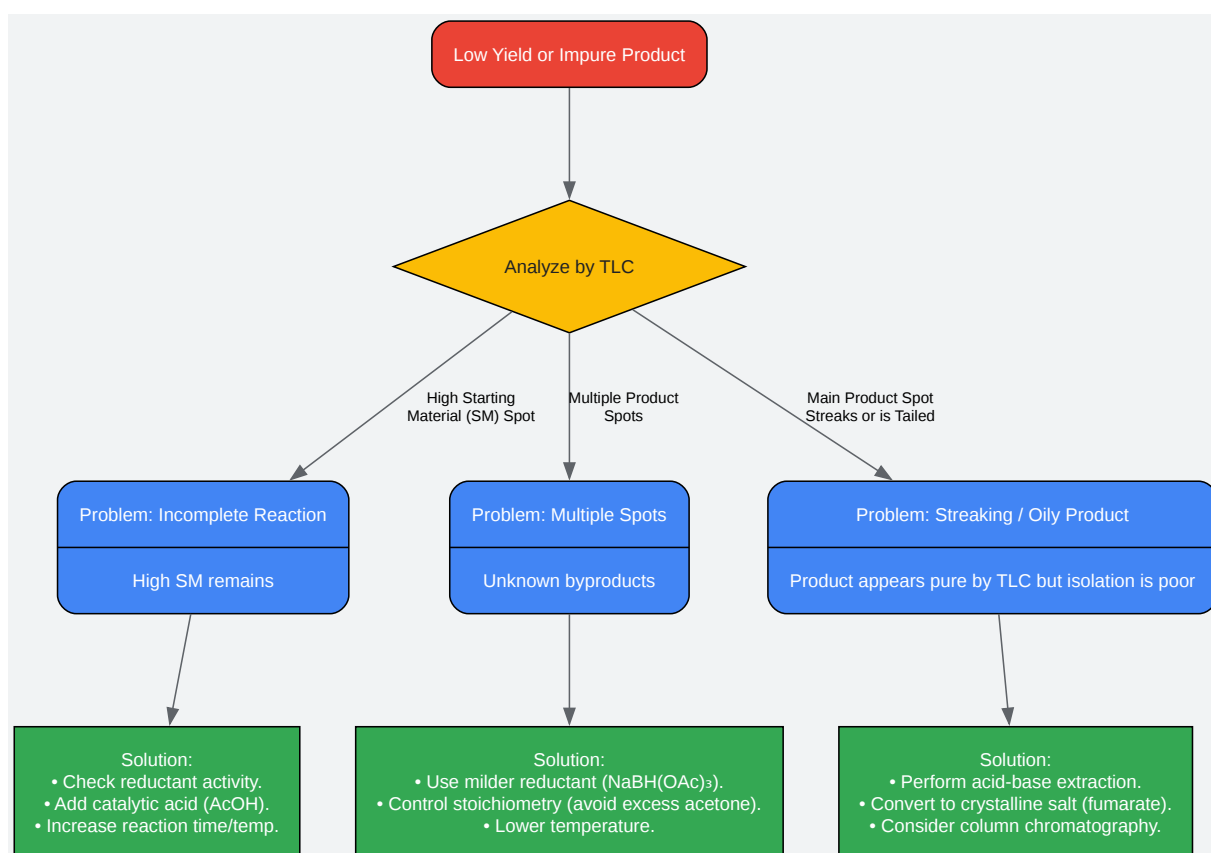 Low Yield or Impure Product
Analyze by TLC
High Starting
Material (SM) Spot
Multiple Product
Spots
Main Product Spot
Streaks or is Tailed
Problem: Incomplete Reaction
High SM remains
Problem: Multiple Spots
Unknown byproducts
Problem: Streaking / Oily Product
Product appears pure by TLC but isolation is poor
Solution:
• Check reductant activity.
• Add catalytic acid (AcOH).
• Increase reaction time/temp.
Solution:
• Use milder reductant (NaBH(OAc)₃).
• Control stoichiometry (avoid excess acetone).
• Lower temperature.
Solution:
• Perform acid-base extraction.
• Convert to crystalline salt (fumarate).
• Consider column chromatography.